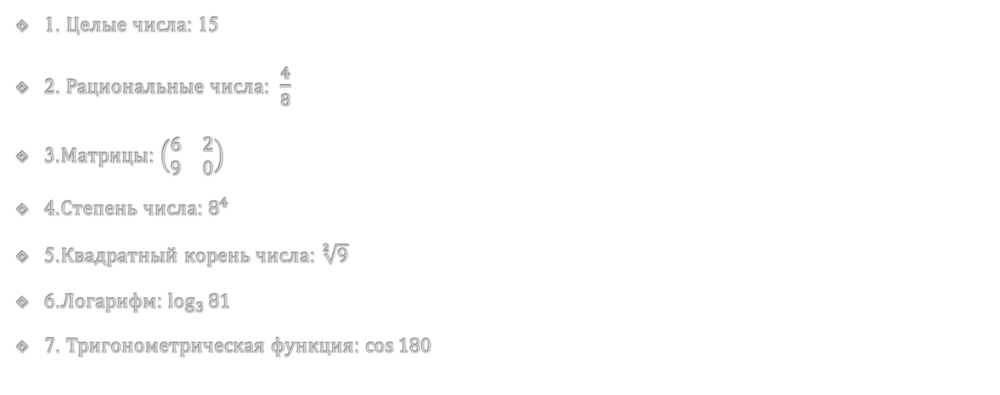 1. Целые числа: 15
2. Рациональные числа: 4/8
3.Матрицы: (6 2
9 0)
4.Степень числа: 8⁴
5.Квадратный корень числа: ²√9
6.Логарифм: log₃ 81
7. Тригонометрическая функция: cos 180